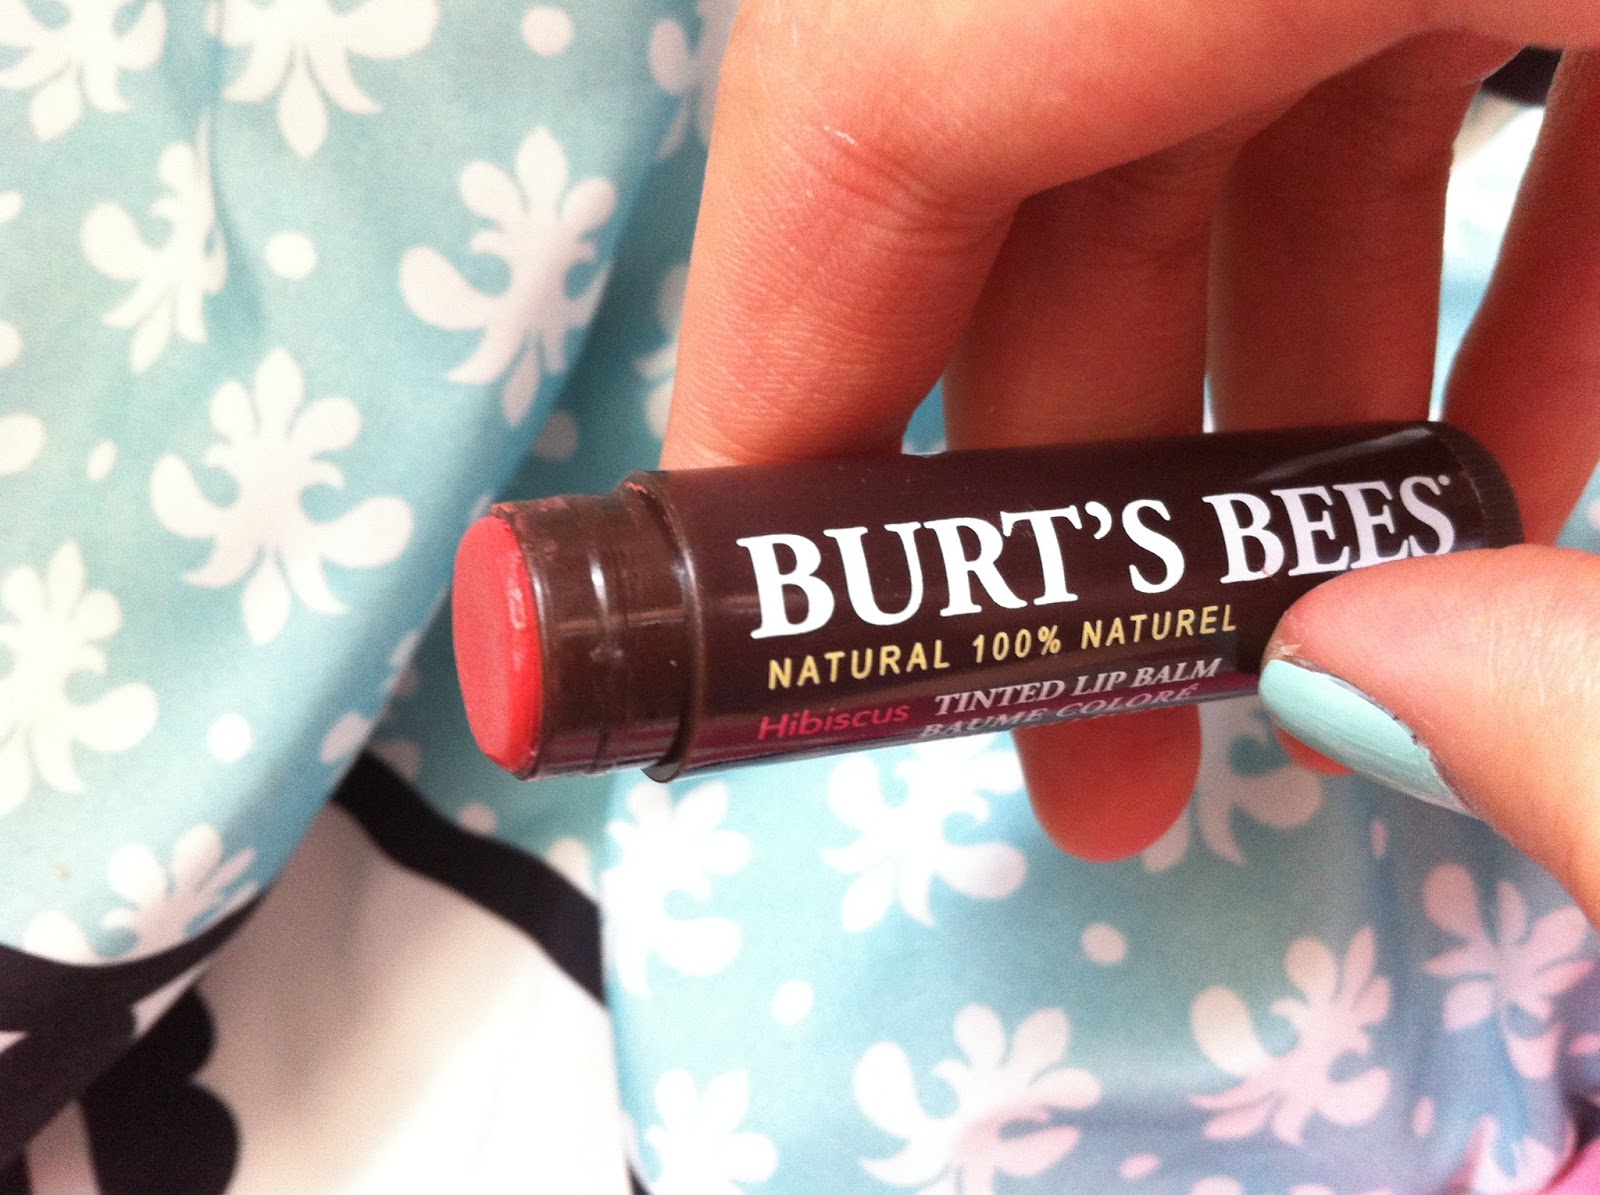 BURT'S BEES
NATURAL 100% NATUREL
Hibiscus TINTED LIP BALM
BAUME COLORÉ